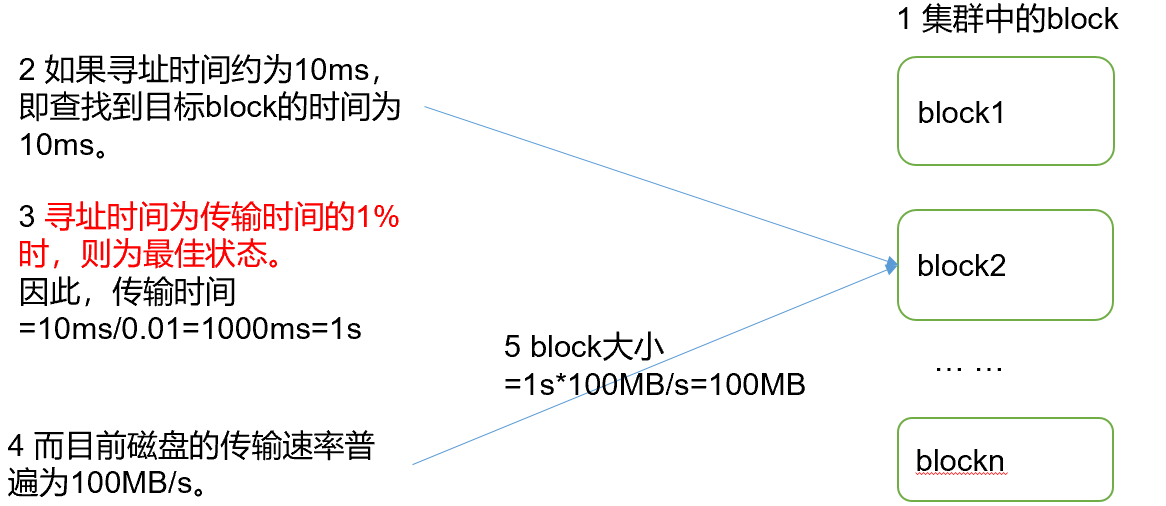 1 集群中的block
2 如果寻址时间约为10ms，
即查找到目标block的时间为
10ms。
block1
3 寻址时间为传输时间的1%
时，则为最佳状态。
因此，传输时间
=10ms/0.01=1000ms=1s
block2
5 block大小
=1s*100MB/s=100MB
… …
4 而目前磁盘的传输速率普
遍为100MB/s。
blockn